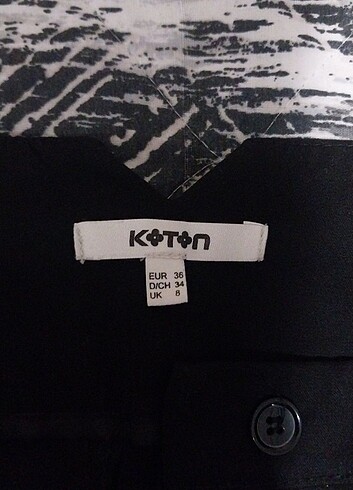 KOTON
EUR 36
D/CH 34
UK 8